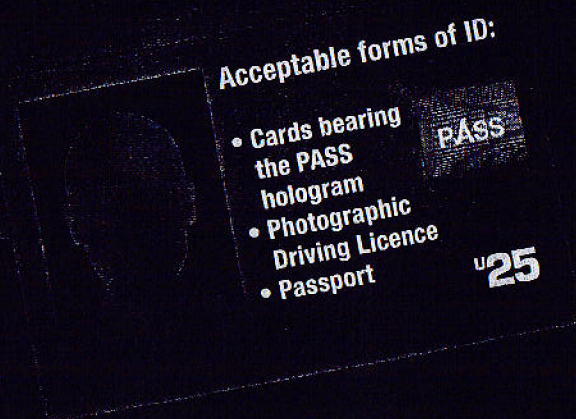 Acceptable forms of ID:
• Cards bearing
the PASS
hologram
• Photographic
Driving Licence
• Passport
PASS
U25